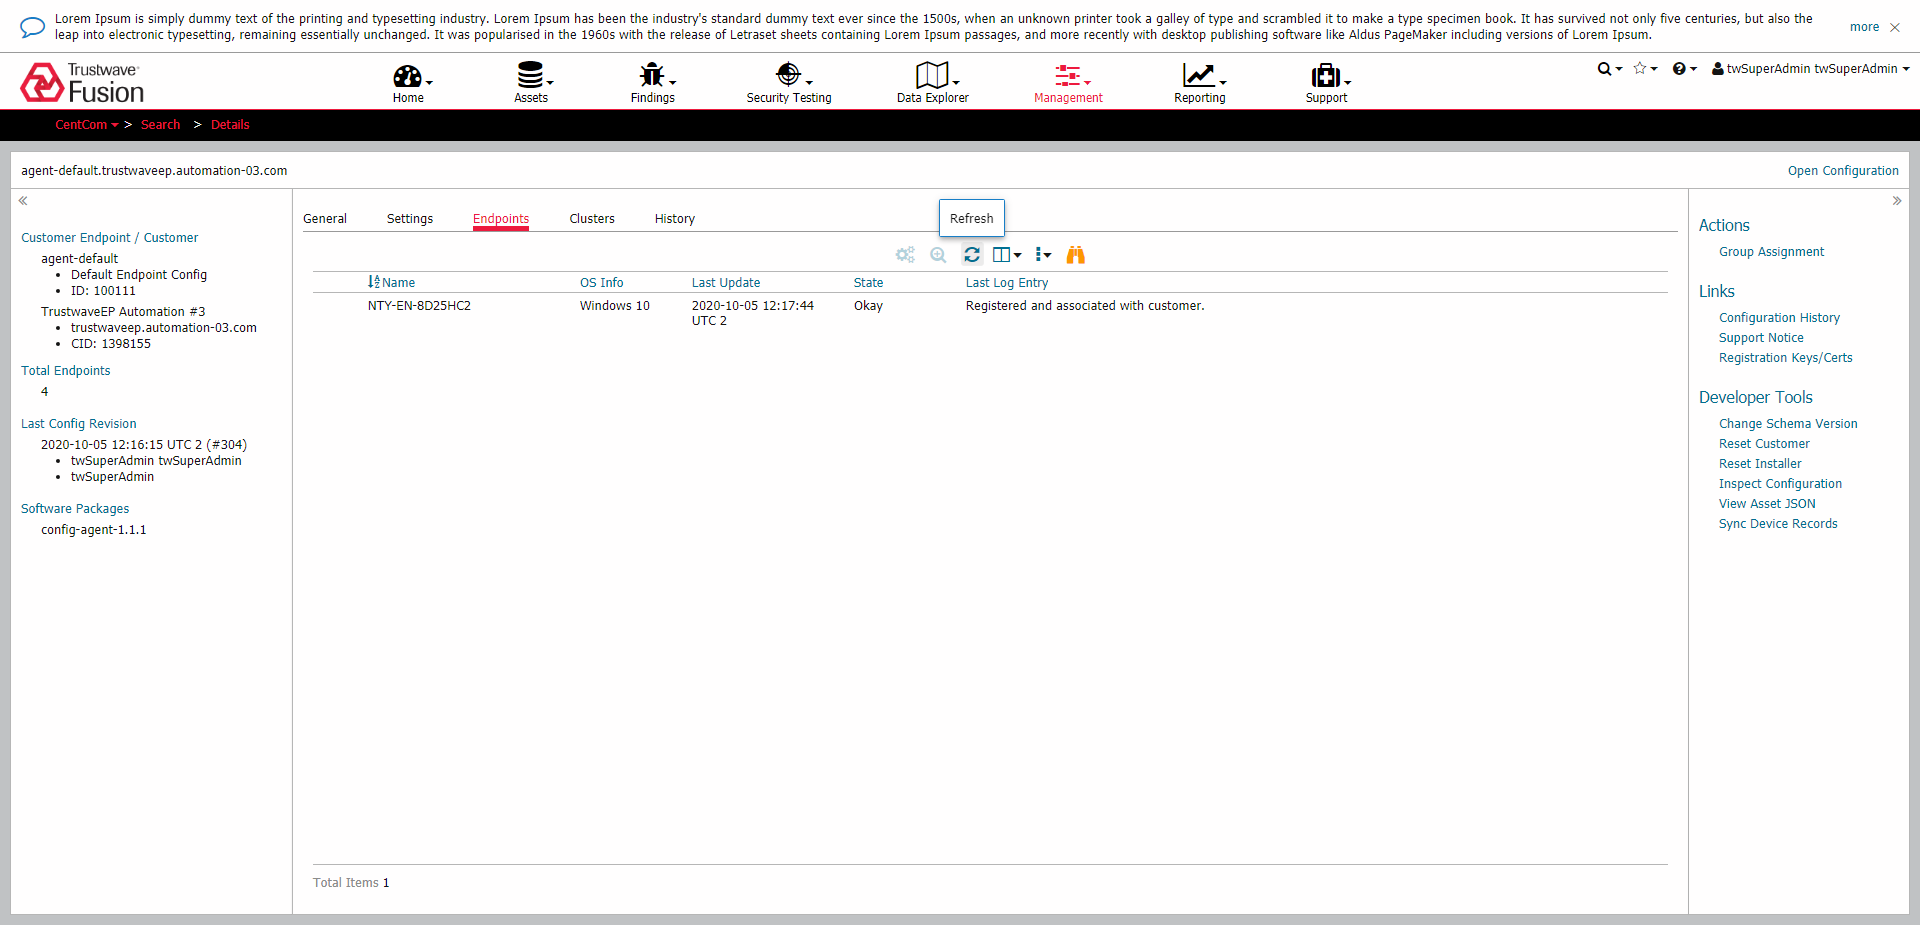 Lorem Ipsum is simply dummy text of the printing and typesetting industry. Lorem Ipsum has been the industry's standard dummy text ever since the 1500s, when an unknown printer took a galley of type and scrambled it to make a type specimen book. It has survived not only five centuries, but also the
leap into electronic typesetting, remaining essentially unchanged. It was popularised in the 1960s with the release of Letraset sheets containing Lorem Ipsum passages, and more recently with desktop publishing software like Aldus PageMaker including versions of Lorem Ipsum.
more
Trustwave
Fusion
Home
Assets
Findings
Security Testing
Data Explorer
Management
Reporting
Support
twSuperAdmin twSuperAdmin
CentCom > Search > Details
agent-default.trustwaveep.automation-03.com
Open Configuration
Customer Endpoint / Customer
agent-default
• Default Endpoint Config
• ID: 100111
TrustwaveEP Automation #3
• trustwaveep.automation-03.com
• CID: 1398155
Total Endpoints
4
Last Config Revision
2020-10-05 12:16:15 UTC 2 (#304)
• twSuperAdmin twSuperAdmin
• twSuperAdmin
Software Packages
config-agent-1.1.1
General Settings Endpoints Clusters History
Refresh
Name OS Info Last Update State Last Log Entry
NTY-EN-8D25HC2 Windows 10 2020-10-05 12:17:44 Okay Registered and associated with customer.
UTC 2
Total Items 1
Actions
Group Assignment
Links
Configuration History
Support Notice
Registration Keys/Certs
Developer Tools
Change Schema Version
Reset Customer
Reset Installer
Inspect Configuration
View Asset JSON
Sync Device Records